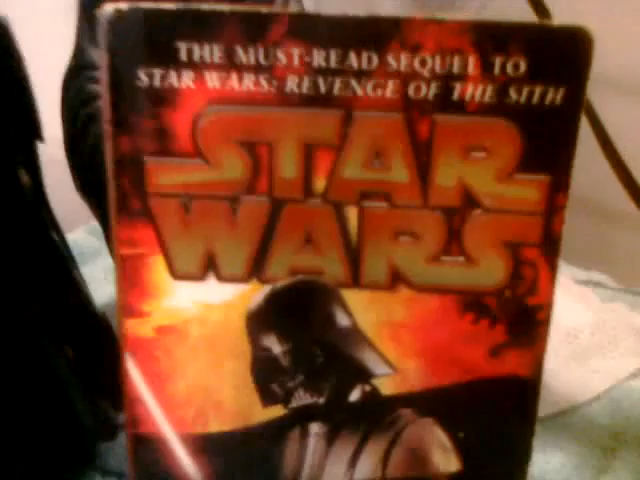 THE MUST-READ SEQUEL TO
STAR WARS: REVENGE OF THE SITH
STAR
WARS